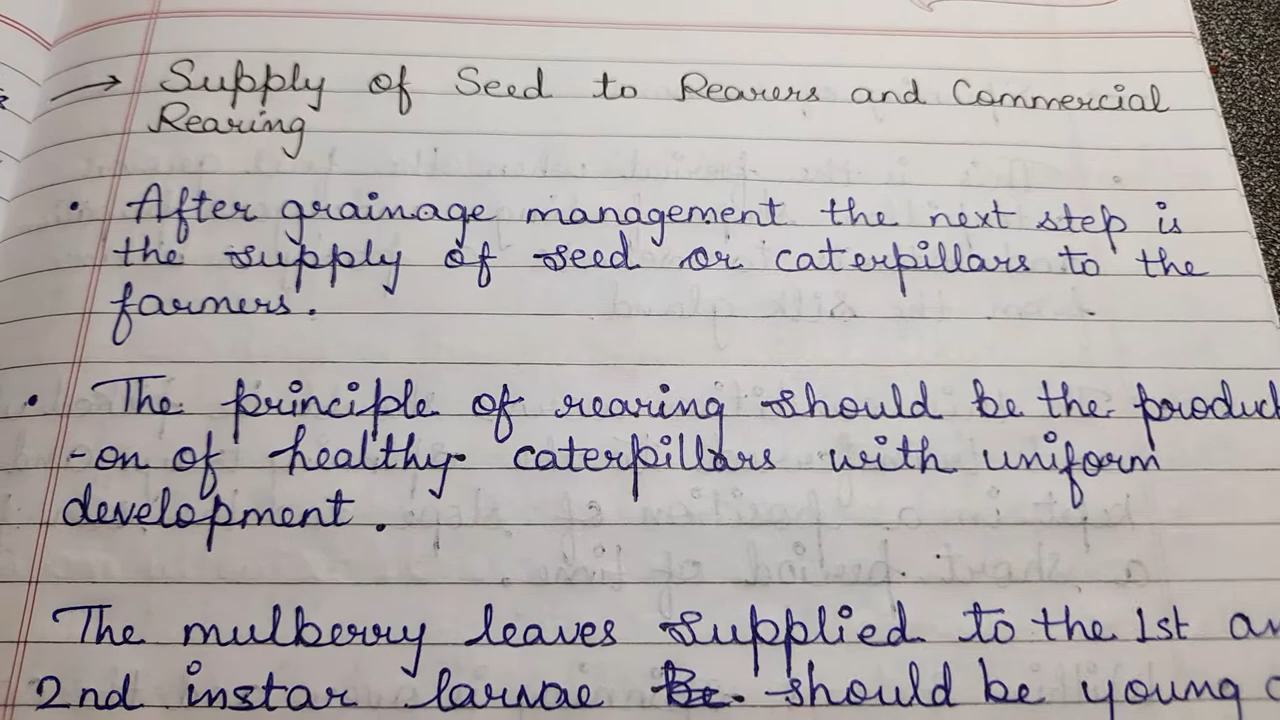 → Supply of Seed to Rearers and Commercial
Rearing
• After grainage management the next step is
the supply of seed or caterpillars to the
farmers.
• The principle of rearing should be the product
-on of healthy caterpillars with uniform
development.
The mulberry leaves supplied to the 1st an
2nd instar larvae Be. should be young